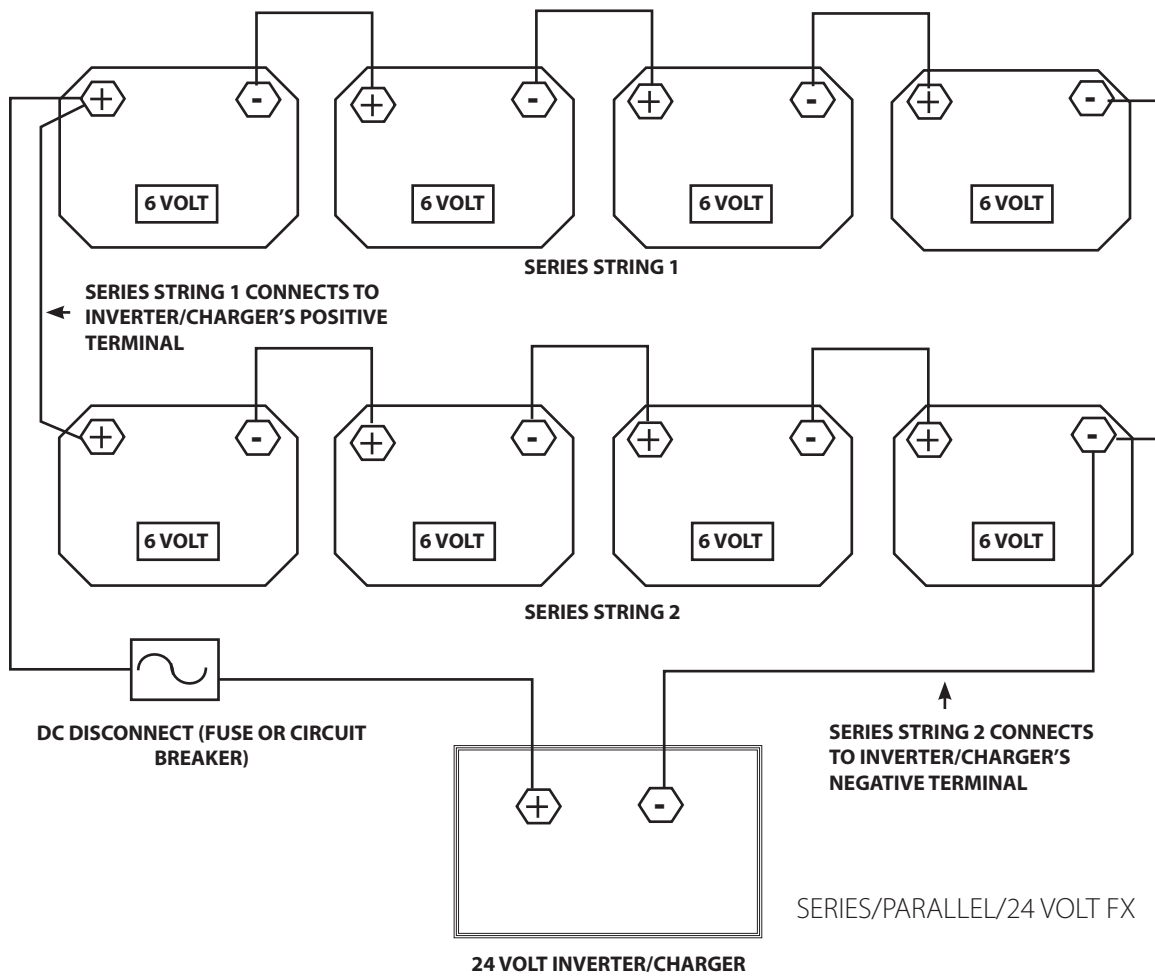 + - + - + - + -
6 VOLT 6 VOLT 6 VOLT 6 VOLT
SERIES STRING 1
SERIES STRING 1 CONNECTS TO
INVERTER/CHARGER’S POSITIVE
TERMINAL
+ - + - + - + -
6 VOLT 6 VOLT 6 VOLT 6 VOLT
SERIES STRING 2
DC DISCONNECT (FUSE OR CIRCUIT
BREAKER)
SERIES STRING 2 CONNECTS
TO INVERTER/CHARGER’S
NEGATIVE TERMINAL
+ -
SERIES/PARALLEL/24 VOLT FX
24 VOLT INVERTER/CHARGER